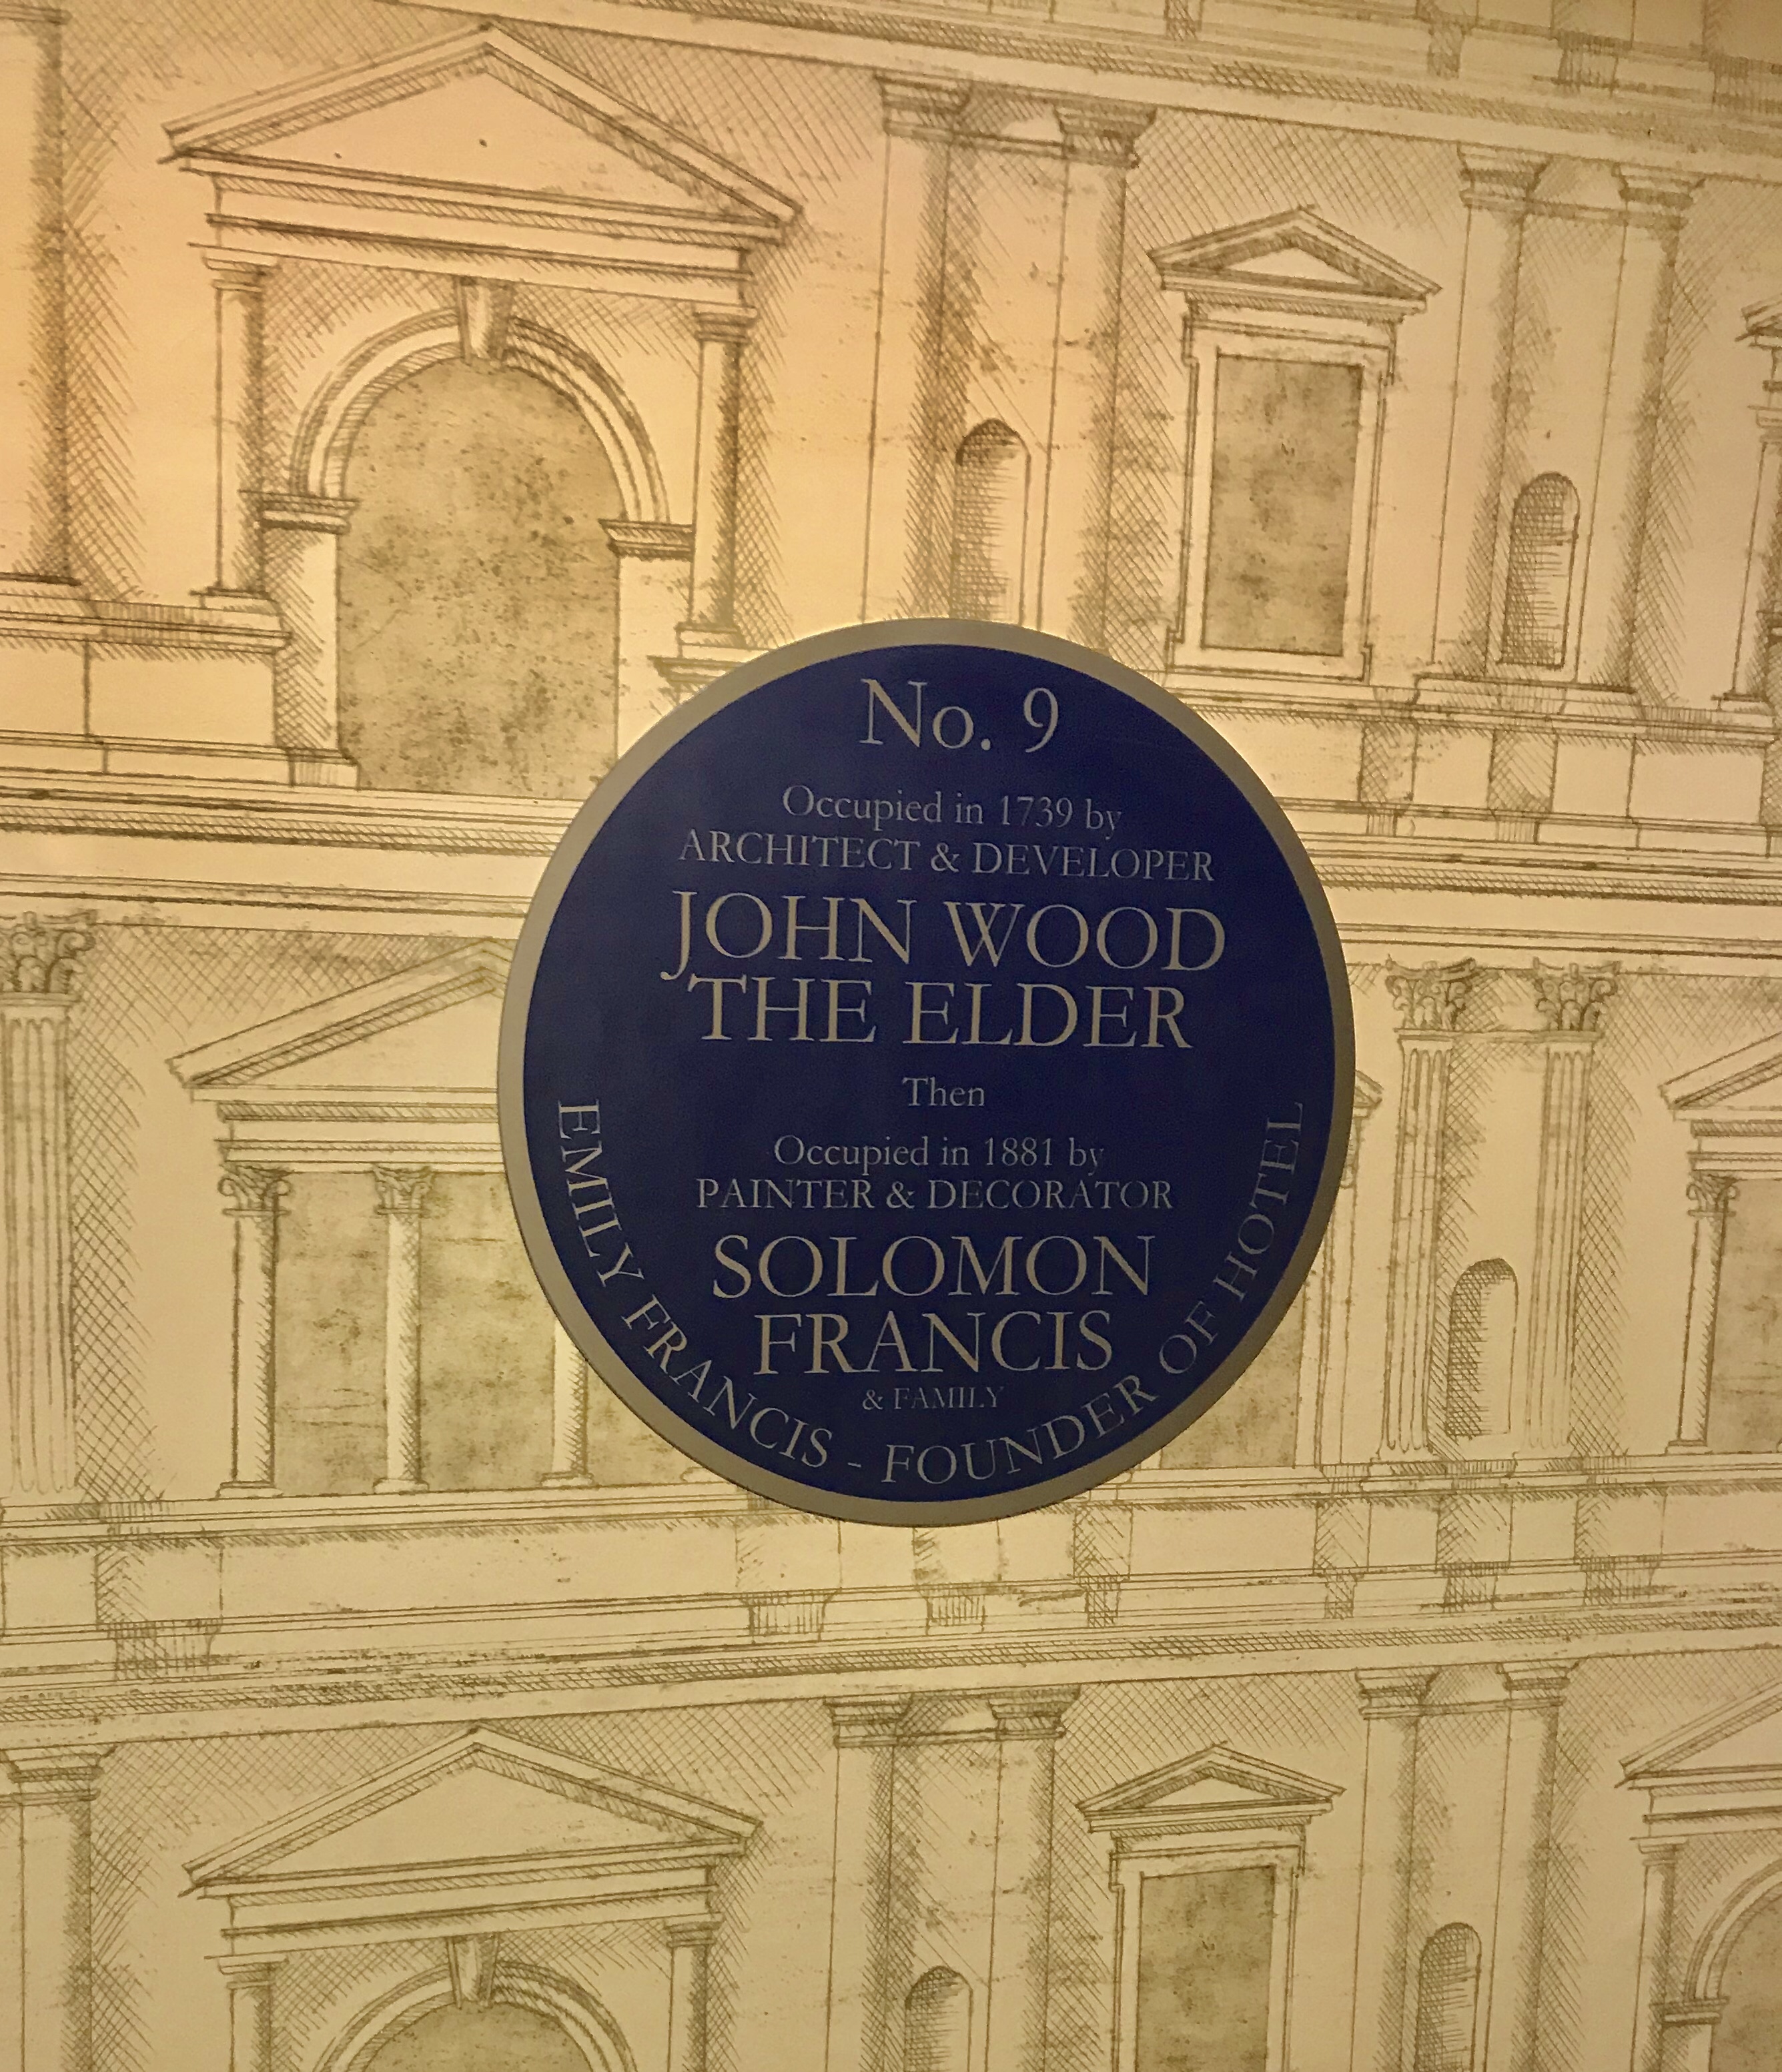 No. 9
Occupied in 1739 by
ARCHITECT & DEVELOPER
JOHN WOOD
THE ELDER
Then
Occupied in 1881 by
PAINTER & DECORATOR
SOLOMON
FRANCIS
& FAMILY
EMILY FRANCIS - FOUNDER OF HOTEL